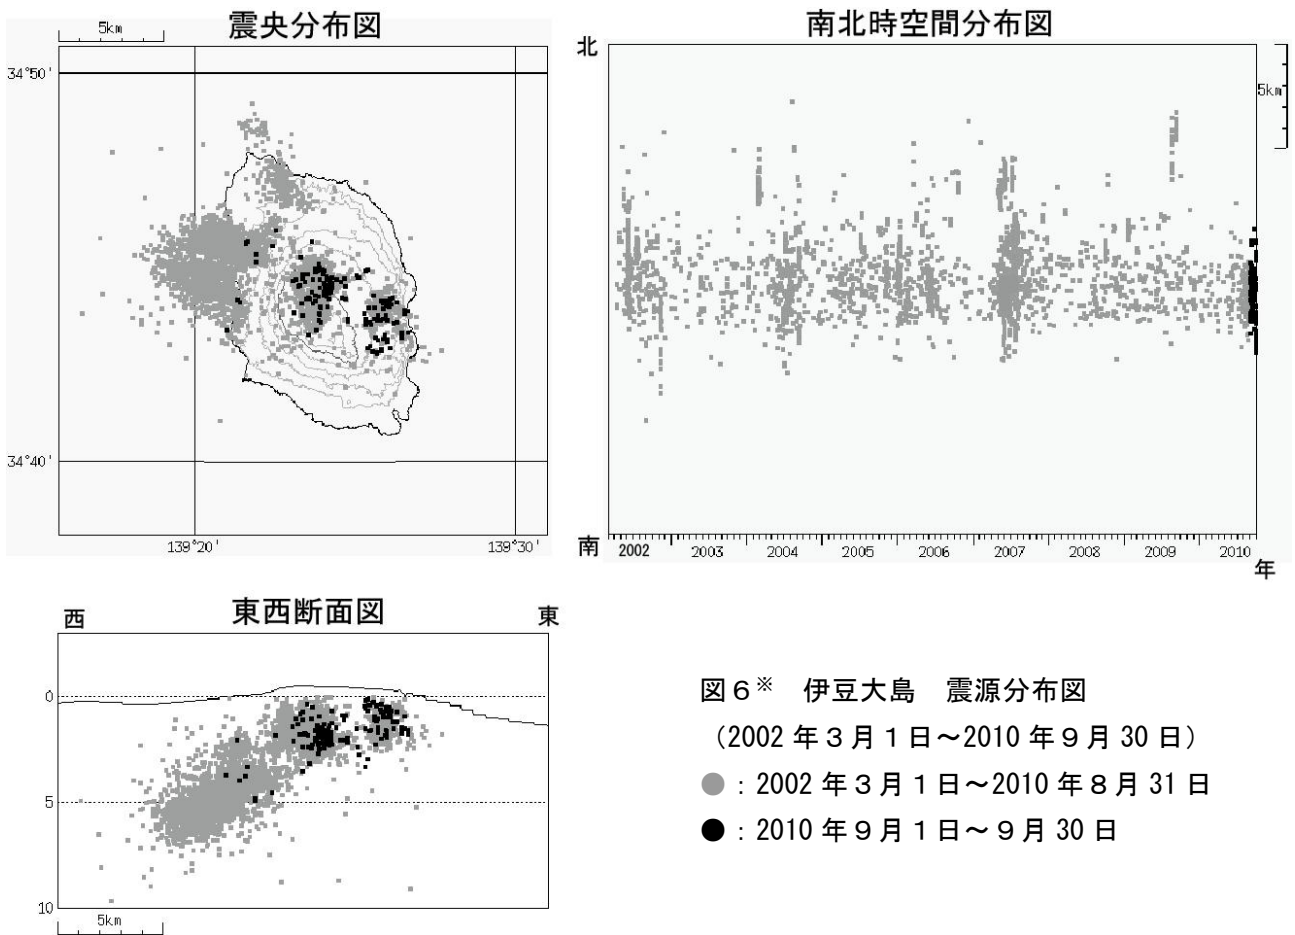 震央分布図
5km
34°50'
34°40'
139°20'
139°30'
南北時空間分布図
北
5km
南
2002
2003
2004
2005
2006
2007
2008
2009
2010
年
東西断面図
西
東
0
5
10
5km
図６※　伊豆大島　震源分布図
（2002 年３月１日～2010 年９月 30 日）
●：2002 年３月１日～2010 年８月 31 日
●：2010 年９月１日～９月 30 日